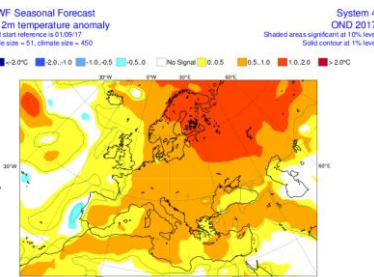 WF Seasonal Forecast
System 4
2m temperature anomaly
OND 2017
t start reference is 01/09/17
Shaded areas significant at 10% leve
le size = 51, climate size = 450
Solid contour at 1% leve
<-2.0°C -2.0..-1.0 -1.0..-0.5 -0.5..0 No Signal 0..0.5 0.5..1.0 1.0..2.0 > 2.0°C
30°W 0°W 30°E 60°E
30°W 60°E